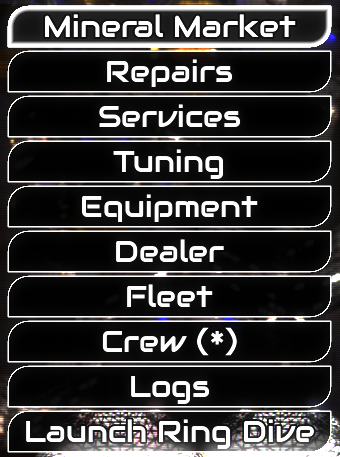 Mineral Market
Repairs
Services
Tuning
Equipment
Dealer
Fleet
Crew (*)
Logs
Launch Ring Dive